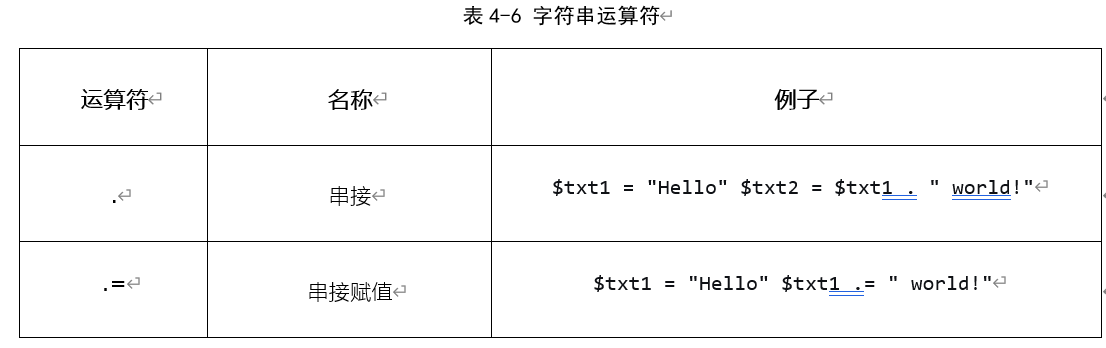 表 4-6 字符串运算符
运算符 名称 例子
. 串接 $txt1 = "Hello" $txt2 = $txt1 . " world!"
.= 串接赋值 $txt1 = "Hello" $txt1 .= " world!"